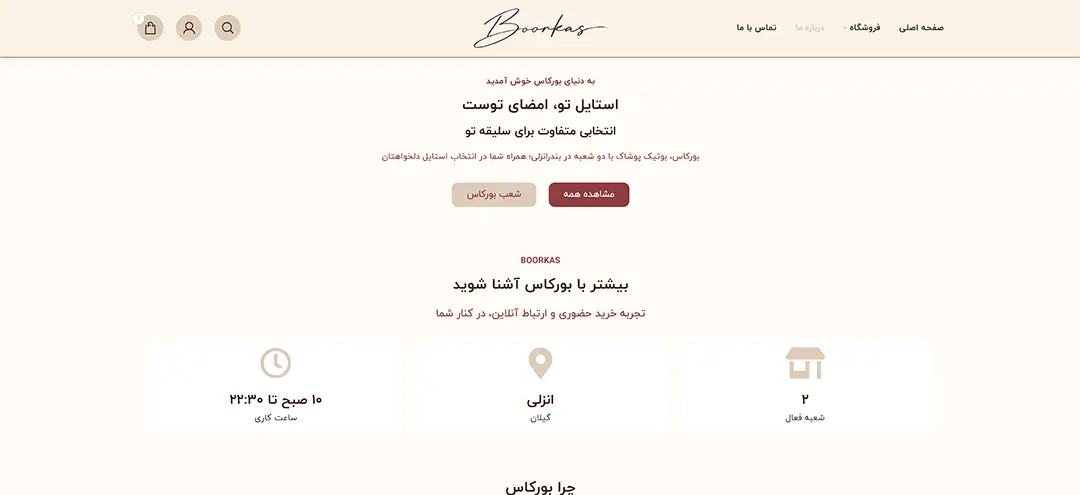 صفحه اصلی
فروشگاه
درباره ما
تماس با ما
Boorkas
به دنیای بورکاس خوش آمدید
استایل تو، امضای توست
انتخابی متفاوت برای سلیقه تو
بورکاس، بوتیک پوشاک با دو شعبه در بندرانزلی؛ همراه شما در انتخاب استایل دلخواهتان
مشاهده همه
شعب بورکاس
BOORKAS
بیشتر با بورکاس آشنا شوید
تجربه خرید حضوری و ارتباط آنلاین، در کنار شما
۲
شعبه فعال
انزلی
گیلان
۱۰ صبح تا ۲۲:۳۰
ساعت کاری
چرا بورکاس